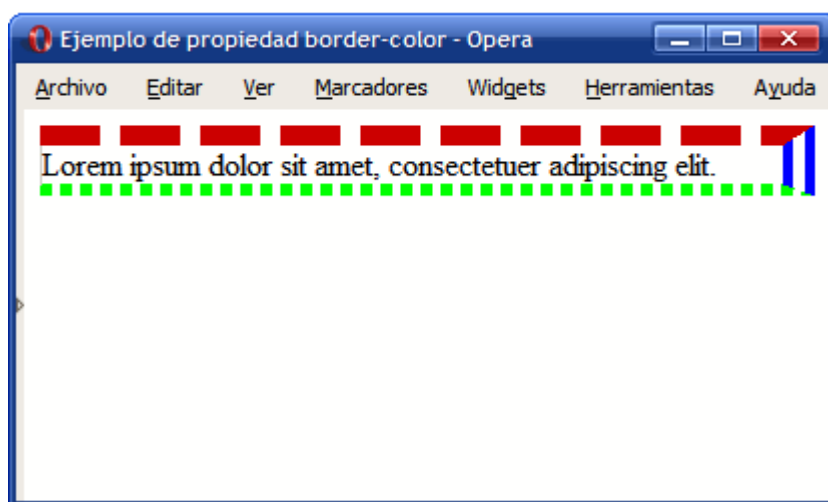 Ejemplo de propiedad border-color - Opera
Archivo Editar Ver Marcadores Widgets Herramientas Ayuda
Lorem ipsum dolor sit amet, consectetuer adipiscing elit.